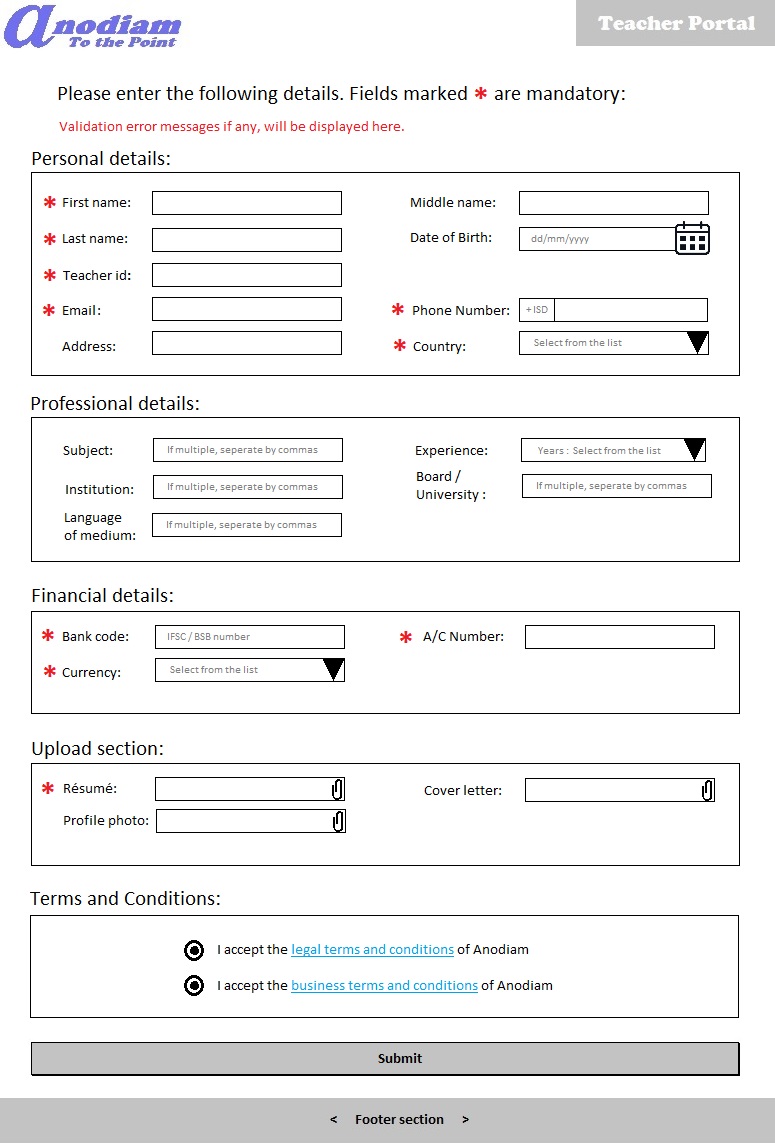 Anodiam
To the Point
Teacher Portal
Please enter the following details. Fields marked * are mandatory:
Validation error messages if any, will be displayed here.
Personal details:
* First name:
Middle name:
* Last name:
Date of Birth: dd/mm/yyyy
* Teacher id:
* Email:
* Phone Number: + ISD
Address:
* Country: Select from the list
Professional details:
Subject: If multiple, seperate by commas
Experience: Years : Select from the list
Institution: If multiple, seperate by commas
Board /
University : If multiple, seperate by commas
Language
of medium: If multiple, seperate by commas
Financial details:
* Bank code: IFSC / BSB number
* A/C Number:
* Currency: Select from the list
Upload section:
* Résumé:
Cover letter:
Profile photo:
Terms and Conditions:
I accept the legal terms and conditions of Anodiam
I accept the business terms and conditions of Anodiam
Submit
< Footer section >